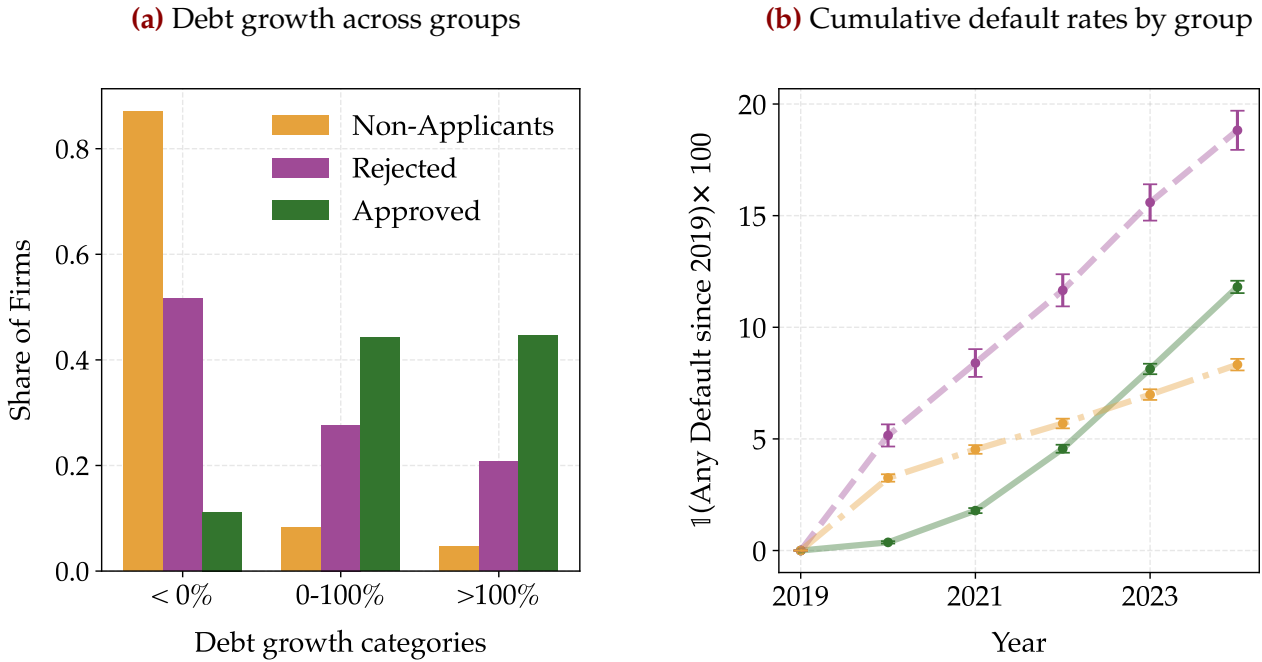 (a) Debt growth across groups
Share of Firms
0.8
0.6
0.4
0.2
0.0
Non-Applicants
Rejected
Approved
< 0%
0-100%
>100%
Debt growth categories
(b) Cumulative default rates by group
𝟙(Any Default since 2019)× 100
20
15
10
5
0
2019
2021
2023
Year